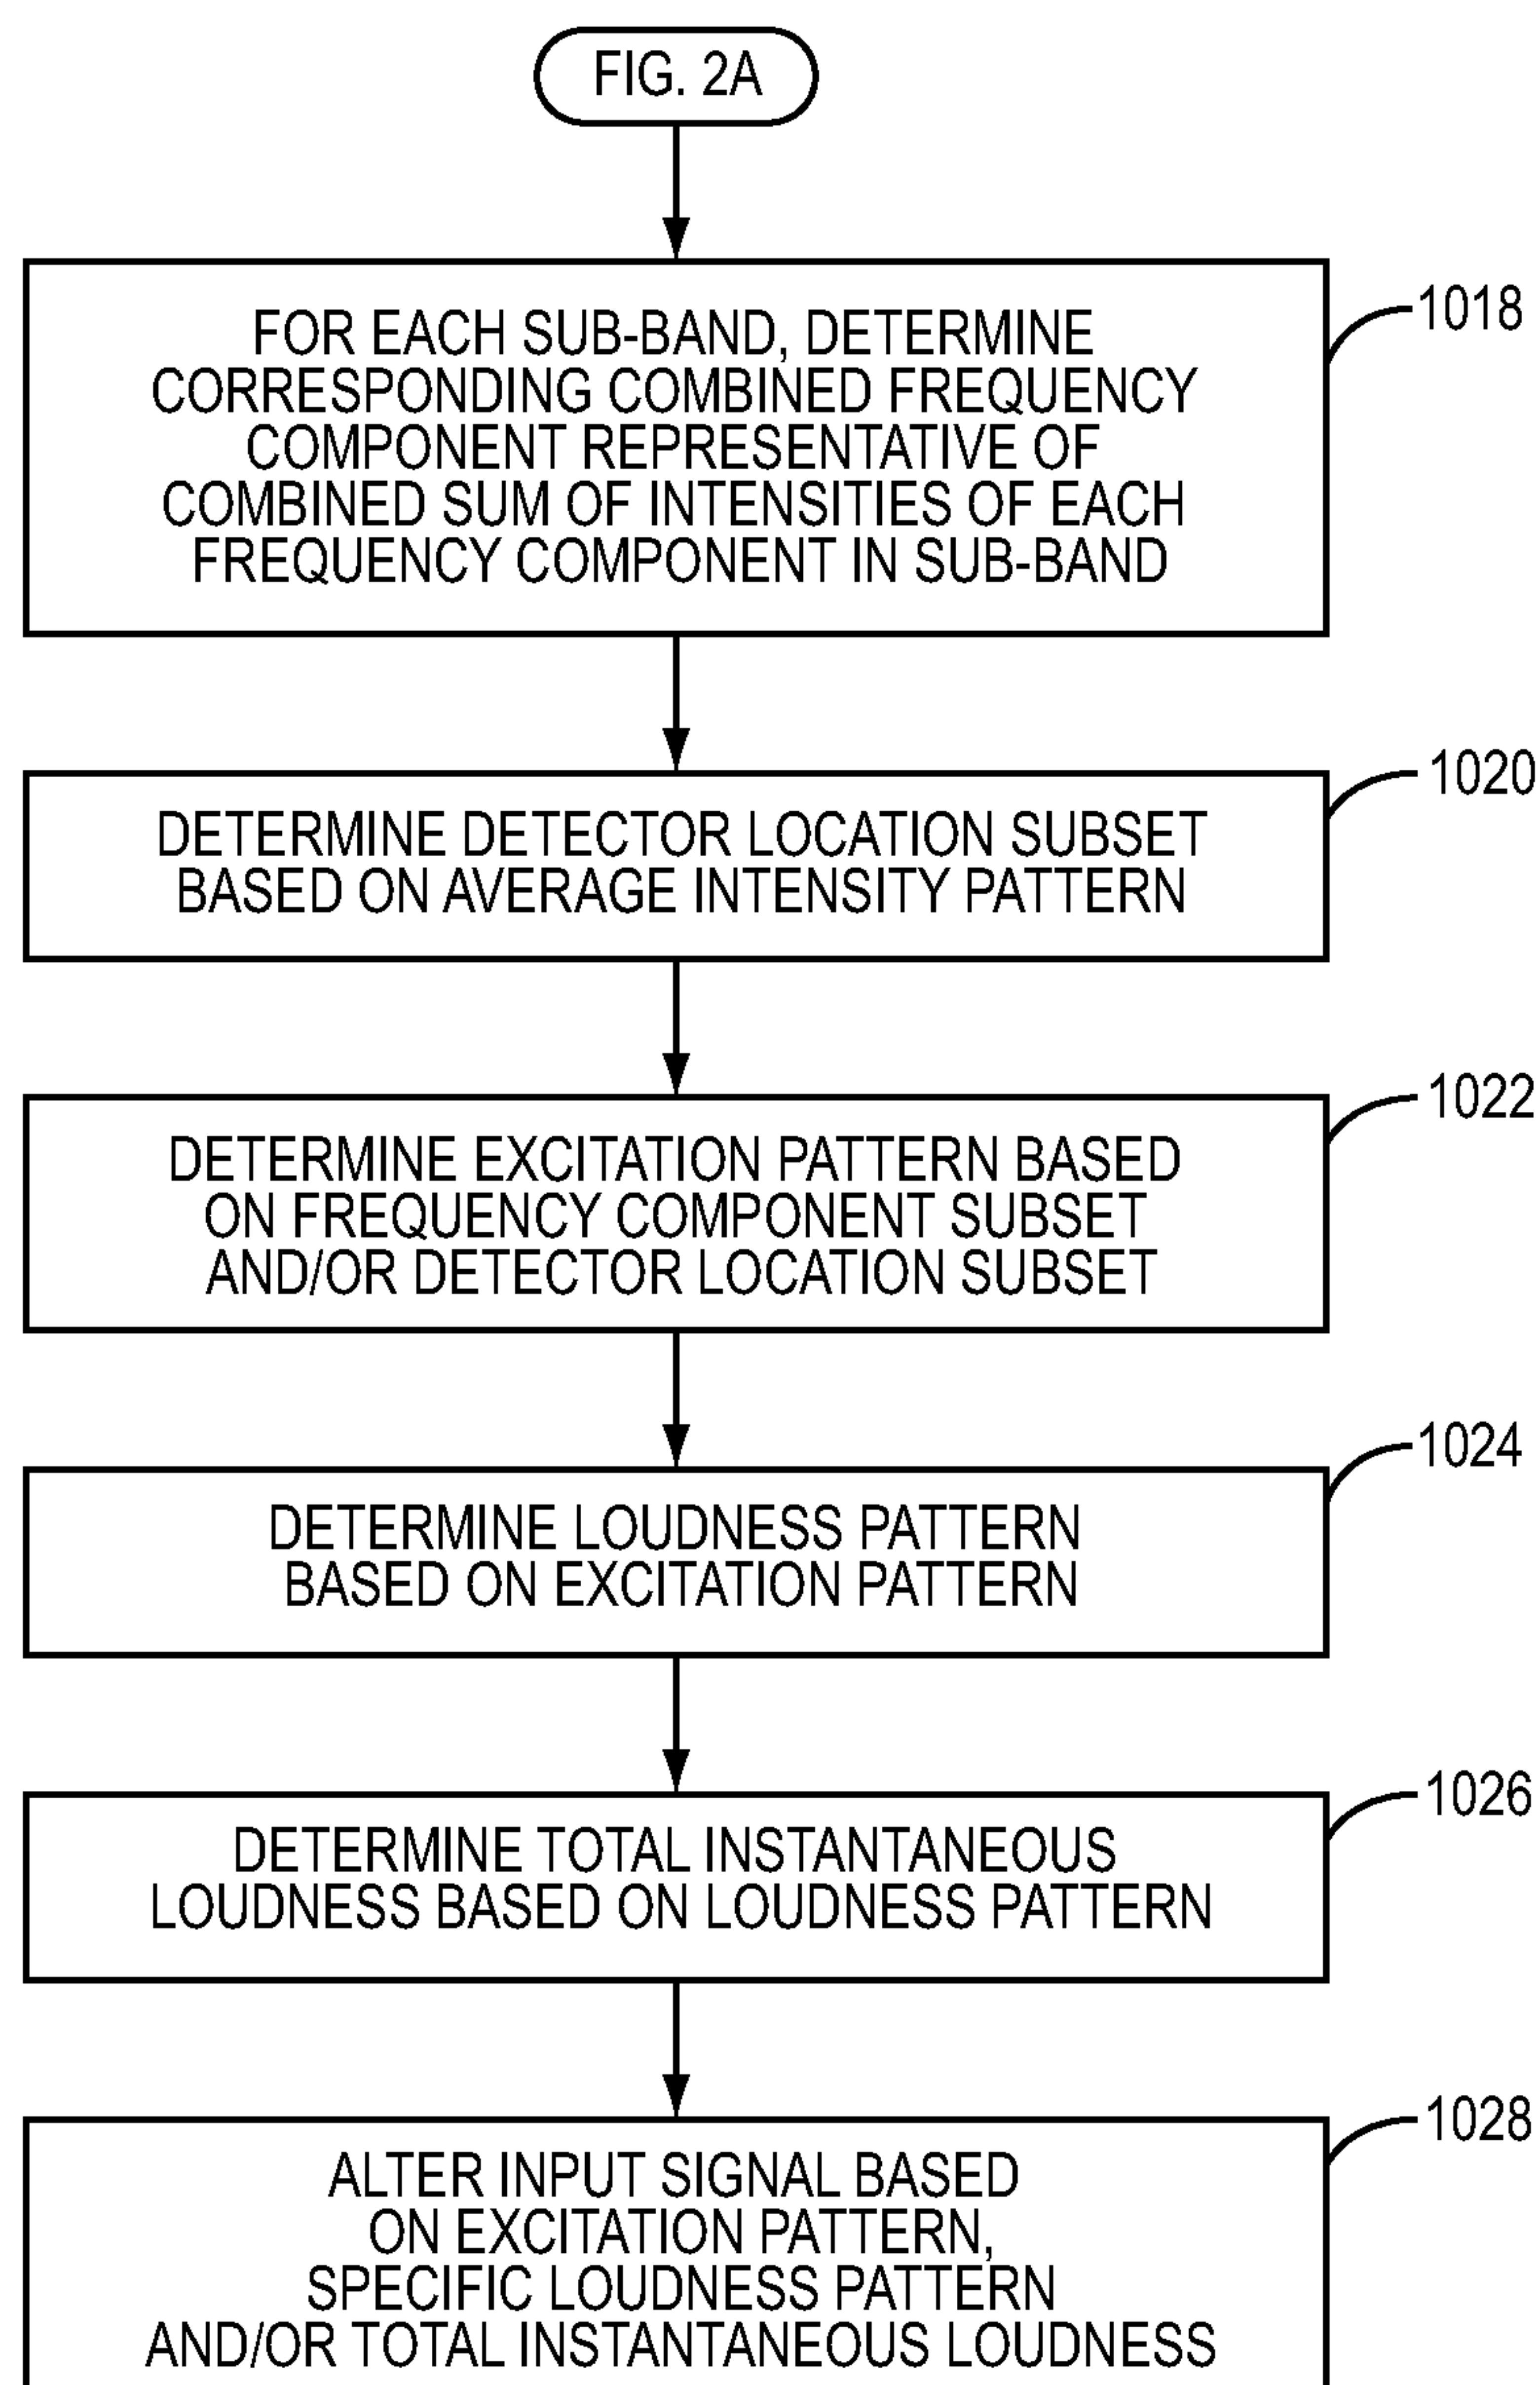 FIG. 2A
FOR EACH SUB-BAND, DETERMINE
CORRESPONDING COMBINED FREQUENCY
COMPONENT REPRESENTATIVE OF
COMBINED SUM OF INTENSITIES OF EACH
FREQUENCY COMPONENT IN SUB-BAND
1018
DETERMINE DETECTOR LOCATION SUBSET
BASED ON AVERAGE INTENSITY PATTERN
1020
DETERMINE EXCITATION PATTERN BASED
ON FREQUENCY COMPONENT SUBSET
AND/OR DETECTOR LOCATION SUBSET
1022
DETERMINE LOUDNESS PATTERN
BASED ON EXCITATION PATTERN
1024
DETERMINE TOTAL INSTANTANEOUS
LOUDNESS BASED ON LOUDNESS PATTERN
1026
ALTER INPUT SIGNAL BASED
ON EXCITATION PATTERN,
SPECIFIC LOUDNESS PATTERN
AND/OR TOTAL INSTANTANEOUS LOUDNESS
1028